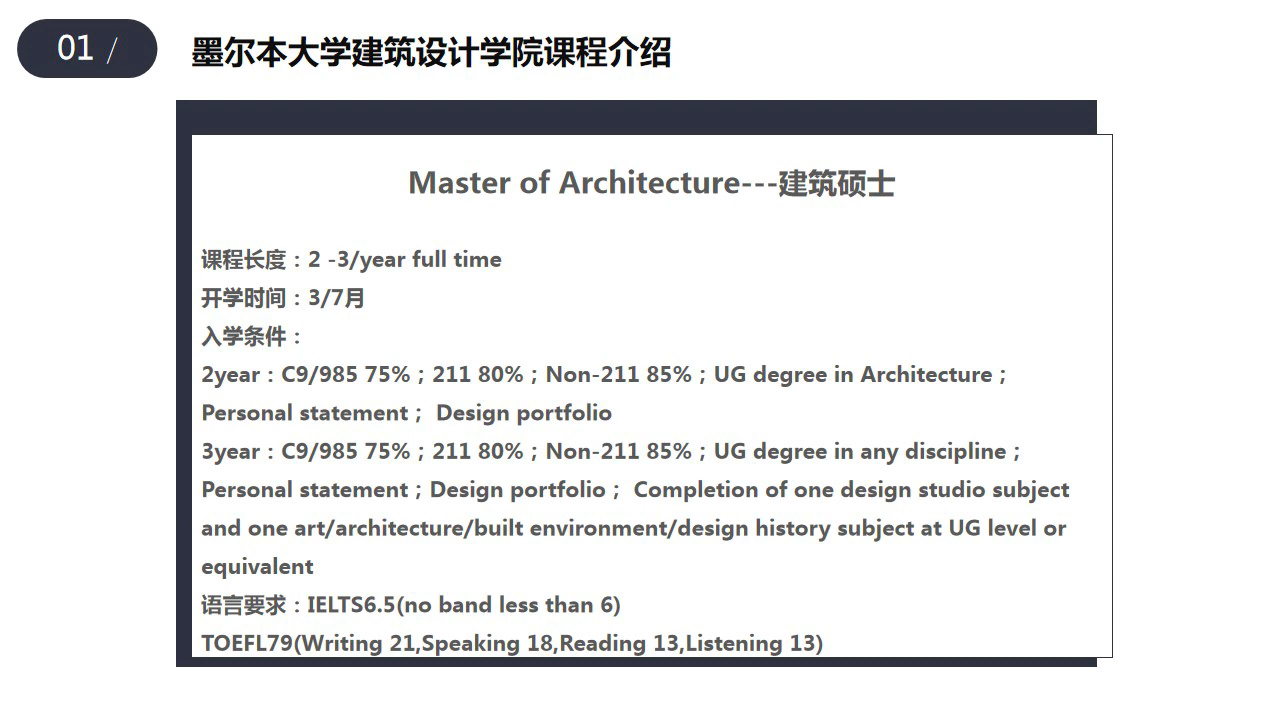 01 /
墨尔本大学建筑设计学院课程介绍
Master of Architecture---建筑硕士
课程长度：2 -3/year full time
开学时间：3/7月
入学条件：
2year：C9/985 75%；211 80%；Non-211 85%；UG degree in Architecture；
Personal statement； Design portfolio
3year：C9/985 75%；211 80%；Non-211 85%；UG degree in any discipline；
Personal statement；Design portfolio； Completion of one design studio subject
and one art/architecture/built environment/design history subject at UG level or
equivalent
语言要求：IELTS6.5(no band less than 6)
TOEFL79(Writing 21,Speaking 18,Reading 13,Listening 13)